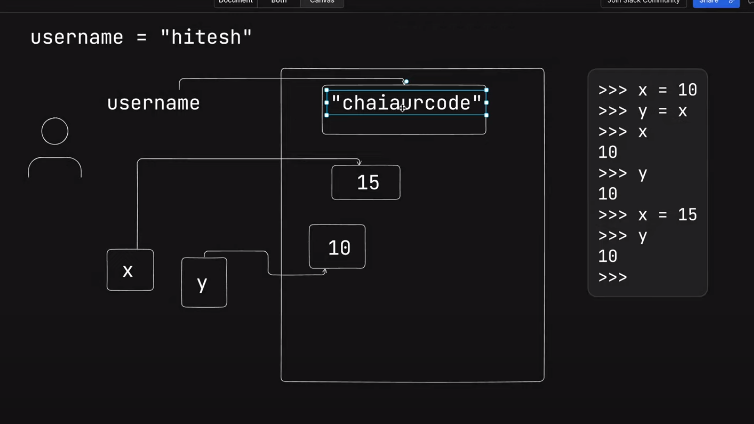 Document Both Canvas
Join Slack Community Share
username = "hitesh"
username
"chaiaurcode"
15
10
x
y
>>> x = 10
>>> y = x
>>> x
10
>>> y
10
>>> x = 15
>>> y
10
>>>